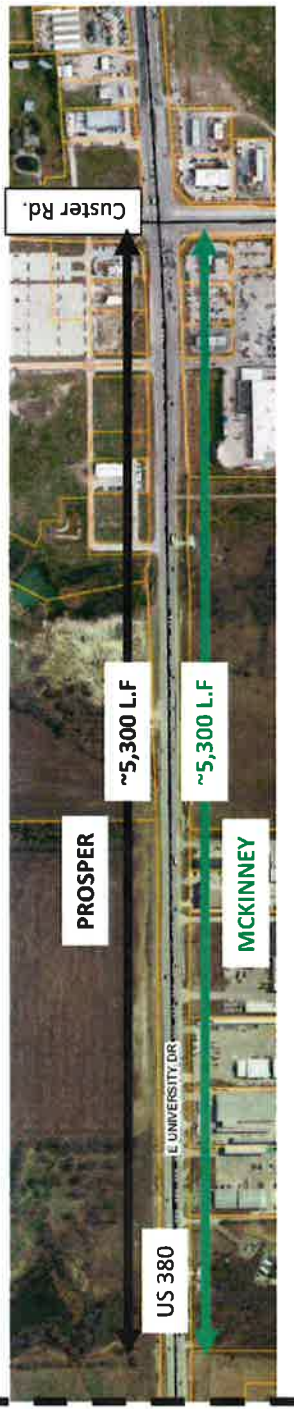 Custer Rd.
PROSPER
~5,300 L.F
~5,300 L.F
MCKINNEY
E UNIVERSITY DR
US 380